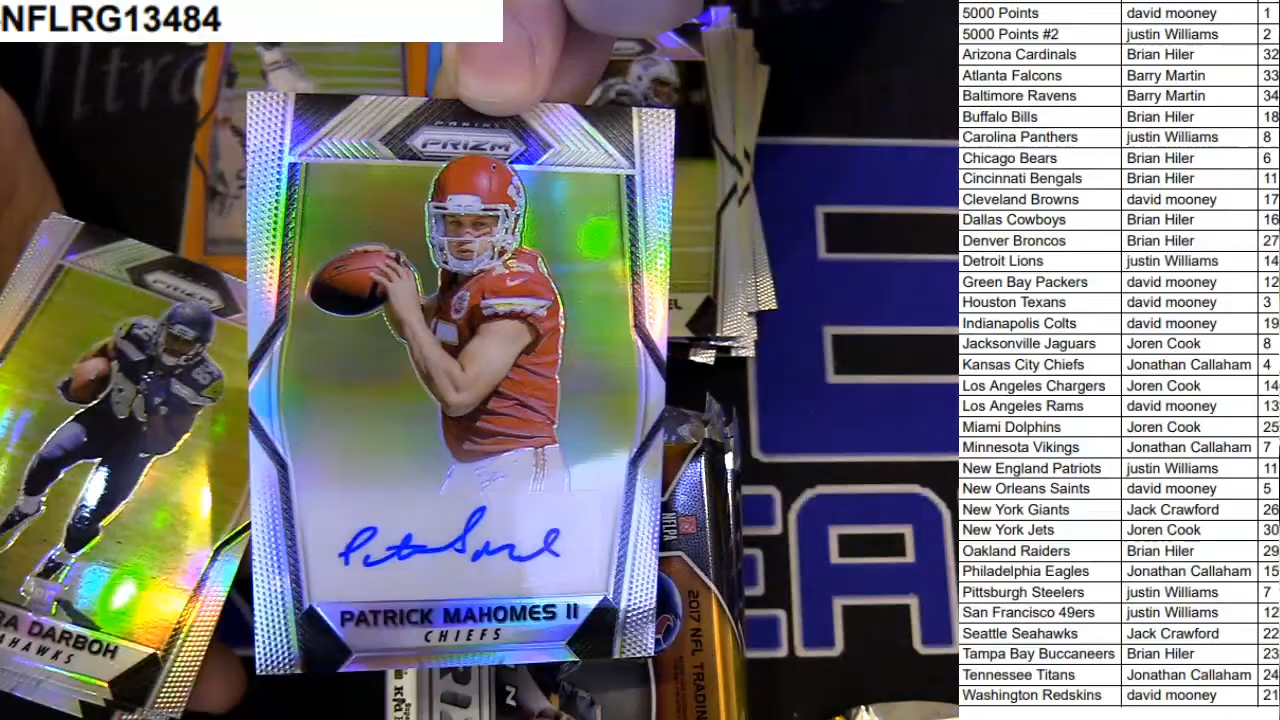 NFLRG13484
PANINI
PRIZM
PRIZM
PATRICK MAHOMES II
CHIEFS
RA DARBOH
AHAWKS
EL
NFLPA
2017 NFL TRADIN
EA
5000 Points david mooney 1
5000 Points #2 justin Williams 2
Arizona Cardinals Brian Hiler 32
Atlanta Falcons Barry Martin 33
Baltimore Ravens Barry Martin 34
Buffalo Bills Brian Hiler 18
Carolina Panthers justin Williams 8
Chicago Bears Brian Hiler 6
Cincinnati Bengals Brian Hiler 11
Cleveland Browns david mooney 17
Dallas Cowboys Brian Hiler 16
Denver Broncos Brian Hiler 27
Detroit Lions justin Williams 14
Green Bay Packers david mooney 12
Houston Texans david mooney 3
Indianapolis Colts david mooney 19
Jacksonville Jaguars Joren Cook 8
Kansas City Chiefs Jonathan Callaham 4
Los Angeles Chargers Joren Cook 14
Los Angeles Rams david mooney 13
Miami Dolphins Joren Cook 25
Minnesota Vikings Jonathan Callaham 7
New England Patriots justin Williams 11
New Orleans Saints david mooney 5
New York Giants Jack Crawford 26
New York Jets Joren Cook 30
Oakland Raiders Brian Hiler 29
Philadelphia Eagles Jonathan Callaham 15
Pittsburgh Steelers justin Williams 7
San Francisco 49ers justin Williams 12
Seattle Seahawks Jack Crawford 22
Tampa Bay Buccaneers Brian Hiler 23
Tennessee Titans Jonathan Callaham 24
Washington Redskins david mooney 21